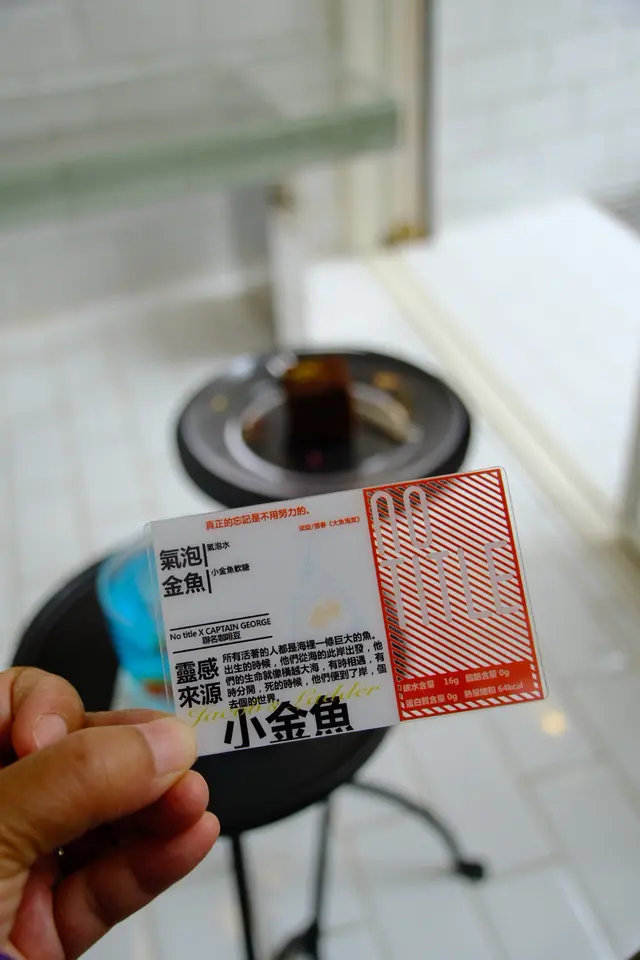 真正的忘記是不用努力的。
氣泡 氣泡水
金魚 小金魚軟糖
No title X CAPTAIN GEORGE
聯名咖啡豆
靈感
來源
所有活著的人都是海裡一條巨大的魚。
出生的時候，他們從海的此岸出發，他
們的生命就像橫越大海，有時相遇，有
時分開，死的時候，他們便到了岸，個
去個的世界。
Jacob's Ladder
小金魚
NO
TITLE
碳水含量 16g 脂肪含量 0g
蛋白質含量 0g 熱量總和 64kcal